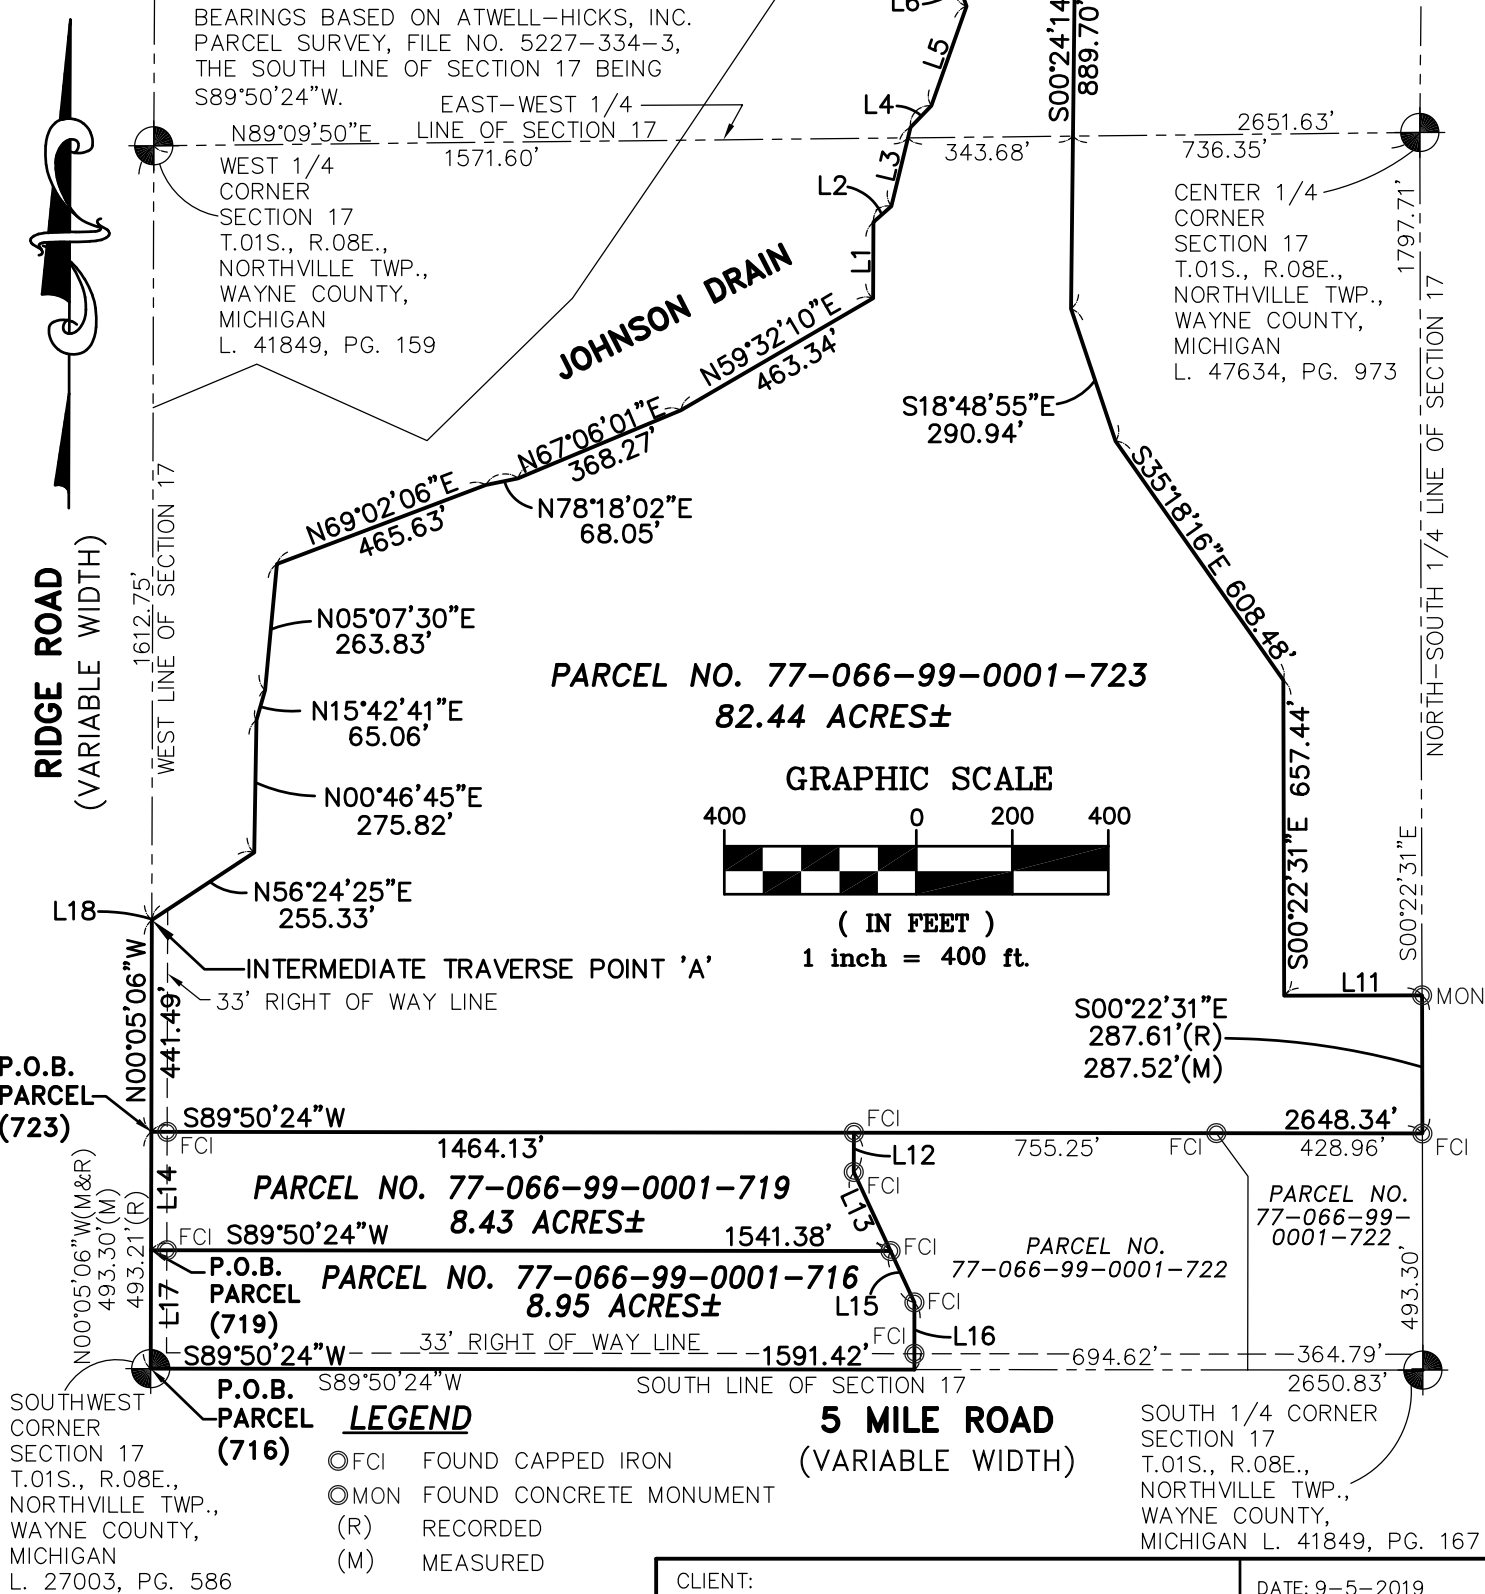 BEARINGS BASED ON ATWELL-HICKS, INC.
PARCEL SURVEY, FILE NO. 5227-334-3,
THE SOUTH LINE OF SECTION 17 BEING
S89°50'24"W.
EAST-WEST 1/4
LINE OF SECTION 17
N89°09'50"E
1571.60'
WEST 1/4
CORNER
SECTION 17
T.01S., R.08E.,
NORTHVILLE TWP.,
WAYNE COUNTY,
MICHIGAN
L. 41849, PG. 159
L6
L5
L4
L3
L2
L1
S00°24'14
889.70'
343.68'
2651.63'
736.35'
CENTER 1/4
CORNER
SECTION 17
T.01S., R.08E.,
NORTHVILLE TWP.,
WAYNE COUNTY,
MICHIGAN
L. 47634, PG. 973
1797.71'
NORTH-SOUTH 1/4 LINE OF SECTION 17
S00°22'31"E
JOHNSON DRAIN
N59°32'10"E
463.34'
N67°06'01"E
368.27'
N78°18'02"E
68.05'
N69°02'06"E
465.63'
S18°48'55"E
290.94'
S35°18'16"E 608.48'
RIDGE ROAD
(VARIABLE WIDTH)
1612.75'
WEST LINE OF SECTION 17
N05°07'30"E
263.83'
N15°42'41"E
65.06'
N00°46'45"E
275.82'
N56°24'25"E
255.33'
PARCEL NO. 77-066-99-0001-723
82.44 ACRES±
GRAPHIC SCALE
400 0 200 400
( IN FEET )
1 inch = 400 ft.
S00°22'31"E 657.44'
L18
INTERMEDIATE TRAVERSE POINT 'A'
33' RIGHT OF WAY LINE
N00°05'06"W
441.49'
L11
MON
S00°22'31"E
287.61'(R)
287.52'(M)
P.O.B.
PARCEL
(723)
S89°50'24"W
FCI
1464.13'
FCI
L12
FCI
755.25'
FCI
2648.34'
428.96'
FCI
N00°05'06"W(M&R)
493.30'(M)
493.21'(R)
L14
PARCEL NO. 77-066-99-0001-719
8.43 ACRES±
L13
FCI
S89°50'24"W
1541.38'
FCI
P.O.B.
PARCEL
(719)
L17
PARCEL NO. 77-066-99-0001-716
8.95 ACRES±
L15
FCI
FCI
L16
PARCEL NO.
77-066-99-0001-722
PARCEL NO.
77-066-99-
0001-722
493.30'
33' RIGHT OF WAY LINE
S89°50'24"W
1591.42'
694.62'
364.79'
S89°50'24"W
SOUTH LINE OF SECTION 17
2650.83'
SOUTHWEST
CORNER
SECTION 17
T.01S., R.08E.,
NORTHVILLE TWP.,
WAYNE COUNTY,
MICHIGAN
L. 27003, PG. 586
P.O.B.
PARCEL
(716)
LEGEND
FCI FOUND CAPPED IRON
MON FOUND CONCRETE MONUMENT
(R) RECORDED
(M) MEASURED
5 MILE ROAD
(VARIABLE WIDTH)
SOUTH 1/4 CORNER
SECTION 17
T.01S., R.08E.,
NORTHVILLE TWP.,
WAYNE COUNTY,
MICHIGAN L. 41849, PG. 167
CLIENT:
DATE: 9-5-2019